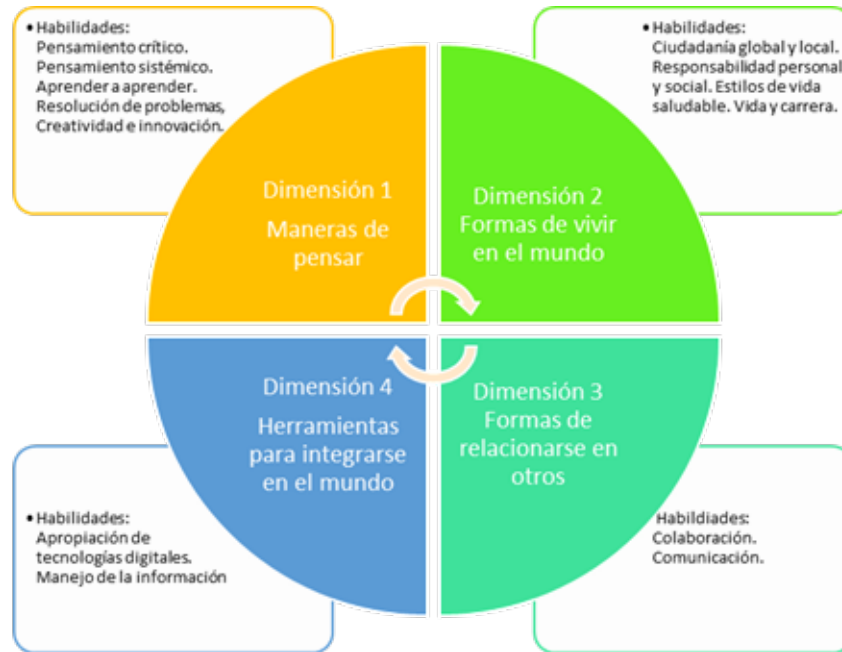 • Habilidades:
Pensamiento crítico.
Pensamiento sistémico.
Aprender a aprender.
Resolución de problemas,
Creatividad e innovación.
• Habilidades:
Ciudadanía global y local.
Responsabilidad personal
y social. Estilos de vida
saludable. Vida y carrera.
Dimensión 1
Maneras de
pensar
Dimensión 2
Formas de vivir
en el mundo
Dimensión 4
Herramientas
para integrarse
en el mundo
Dimensión 3
Formas de
relacionarse en
otros
• Habilidades:
Apropiación de
tecnologías digitales.
Manejo de la información
Habildiades:
Colaboración.
Comunicación.